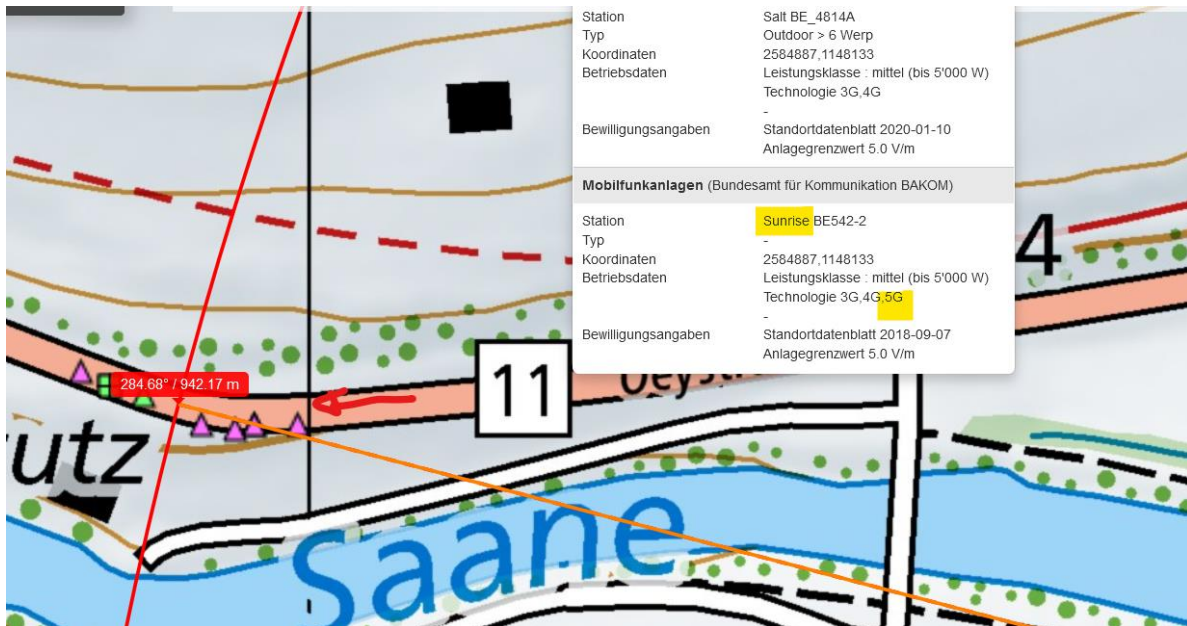 Station Salt BE_4814A
Typ Outdoor > 6 Werp
Koordinaten 2584887,1148133
Betriebsdaten Leistungsklasse : mittel (bis 5'000 W)
Technologie 3G,4G
-
Bewilligungsangaben Standortdatenblatt 2020-01-10
Anlagegrenzwert 5.0 V/m
Mobilfunkanlagen (Bundesamt für Kommunikation BAKOM)
Station Sunrise BE542-2
Typ -
Koordinaten 2584887,1148133
Betriebsdaten Leistungsklasse : mittel (bis 5'000 W)
Technologie 3G,4G,5G
-
Bewilligungsangaben Standortdatenblatt 2018-09-07
Anlagegrenzwert 5.0 V/m
4
284.68° / 942.17 m
11
utz
Saane